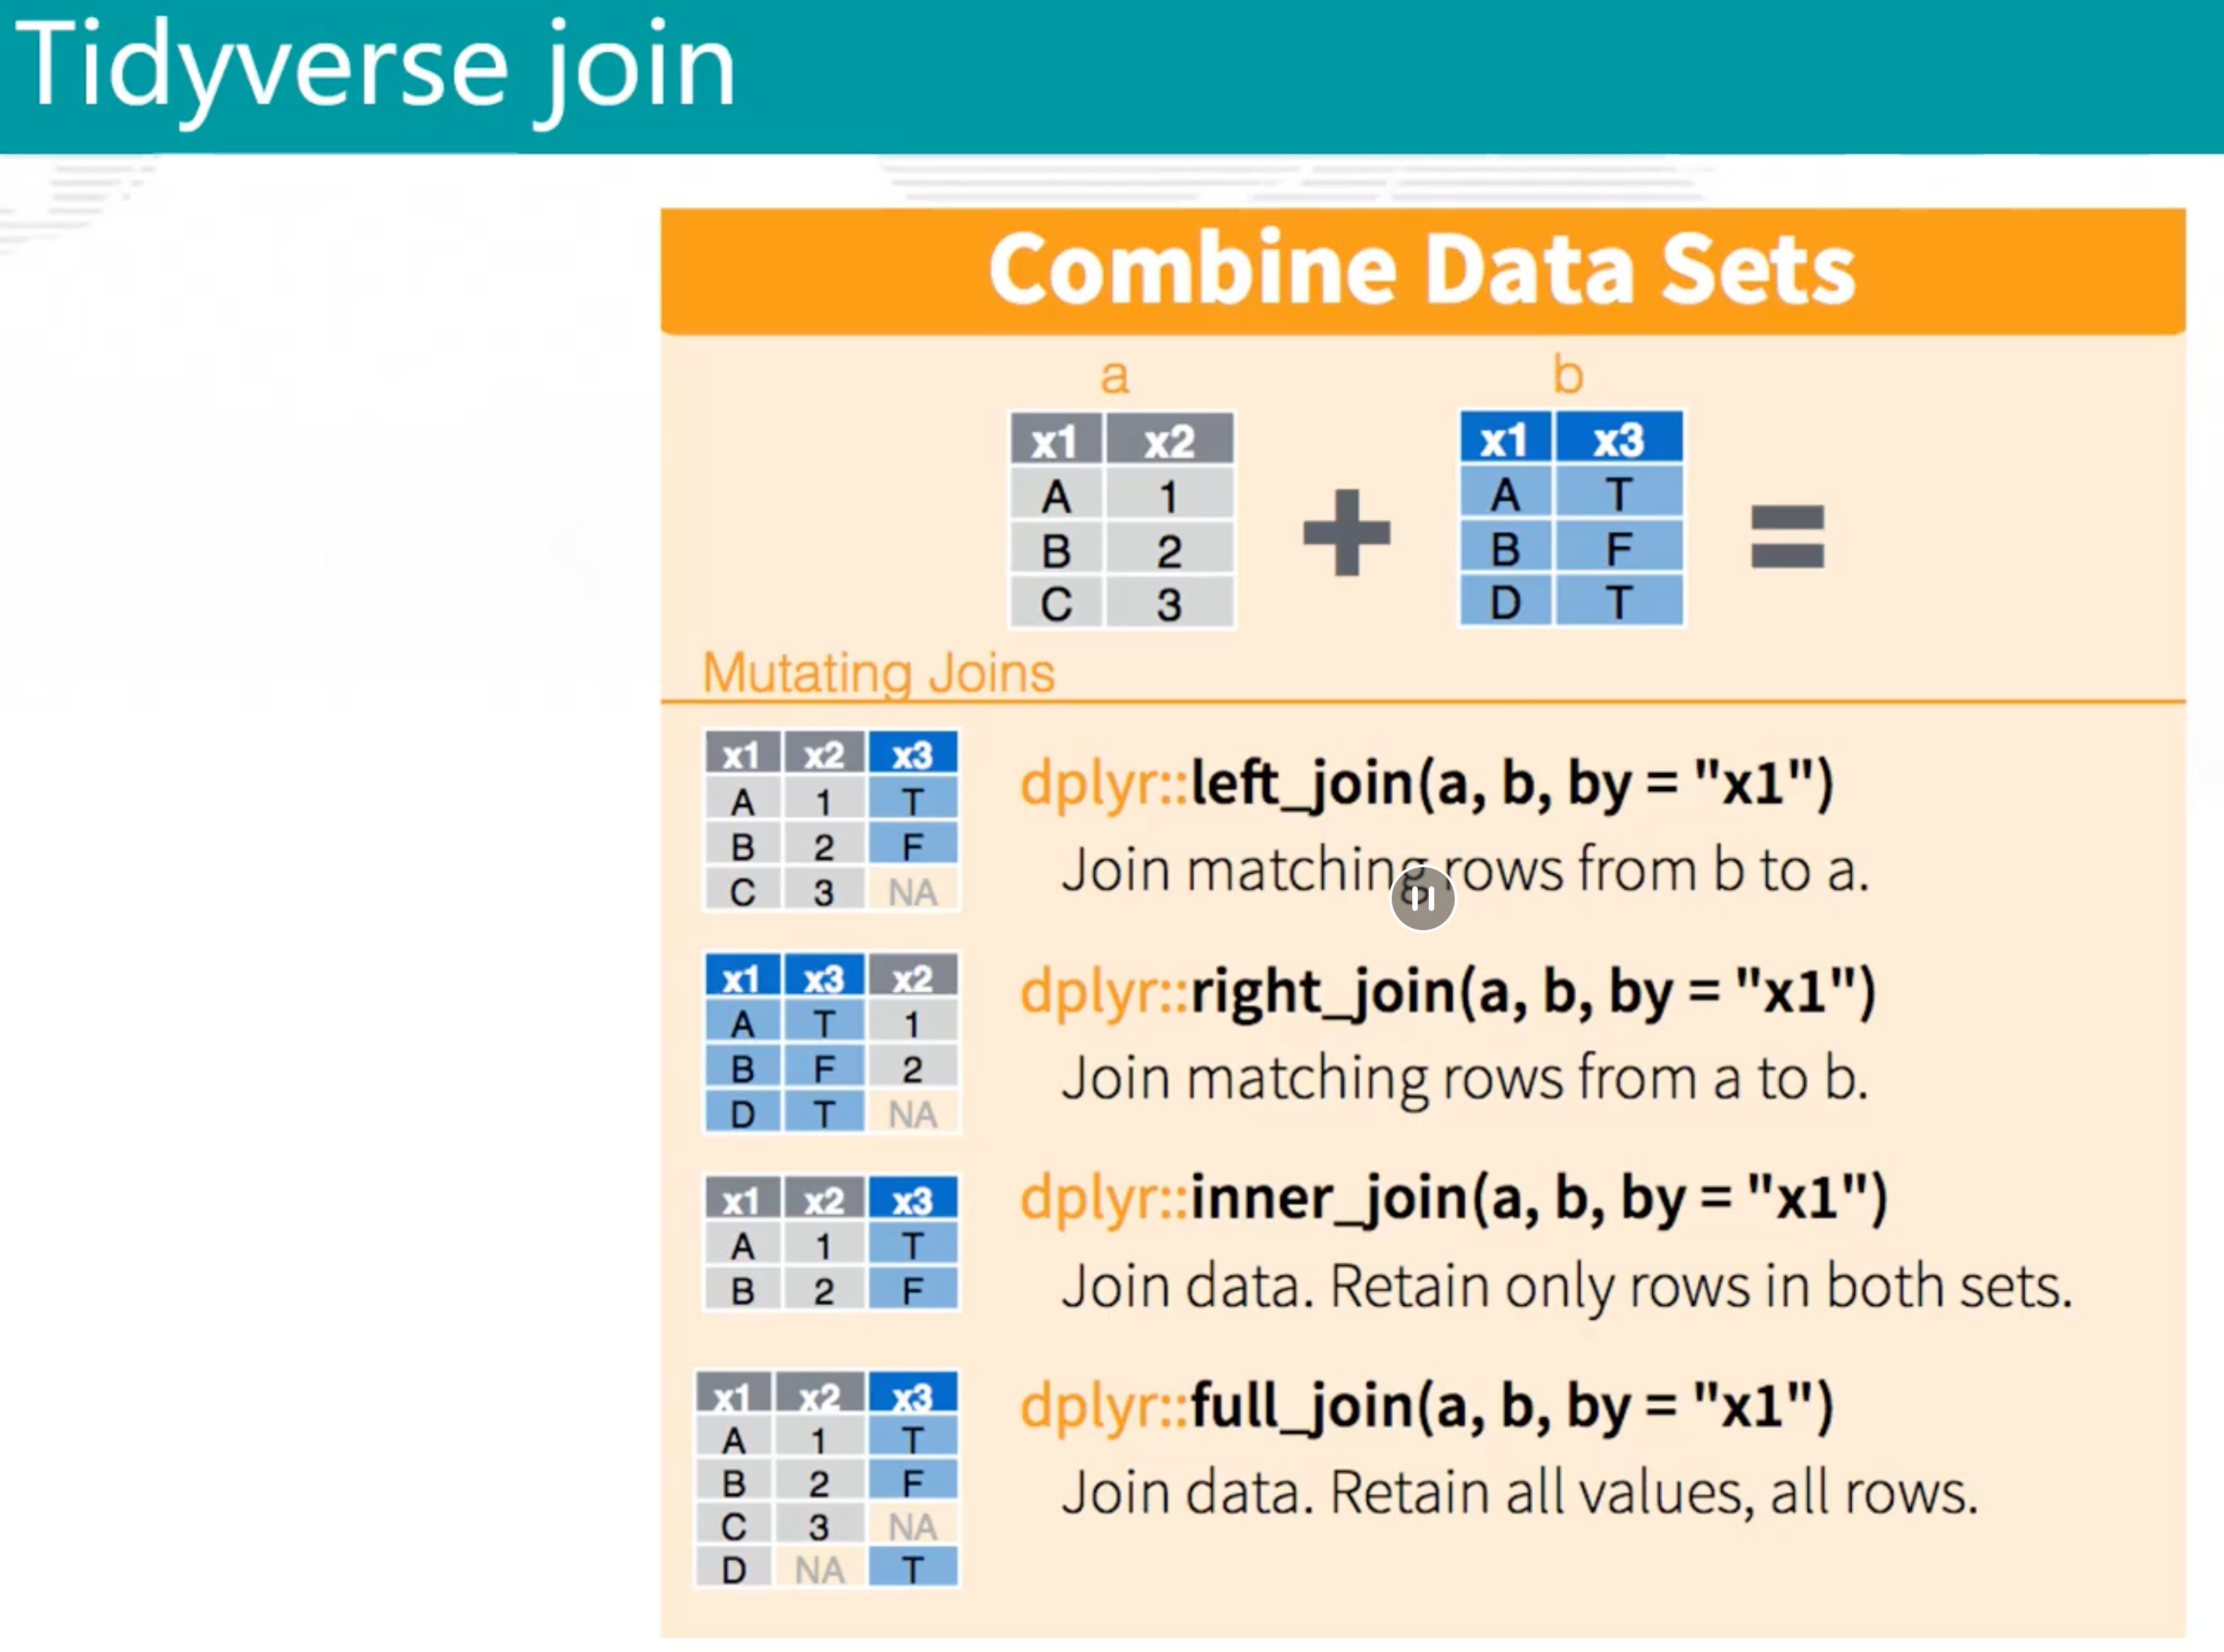 Tidyverse join
Combine Data Sets
a b
x1 x2 x1 x3
A 1 A T
B 2 + B F =
C 3 D T
Mutating Joins
x1 x2 x3
A 1 T
B 2 F
C 3 NA
dplyr::left_join(a, b, by = "x1")
Join matching rows from b to a.
x1 x3 x2
A T 1
B F 2
D T NA
dplyr::right_join(a, b, by = "x1")
Join matching rows from a to b.
x1 x2 x3
A 1 T
B 2 F
dplyr::inner_join(a, b, by = "x1")
Join data. Retain only rows in both sets.
x1 x2 x3
A 1 T
B 2 F
C 3 NA
D NA T
dplyr::full_join(a, b, by = "x1")
Join data. Retain all values, all rows.